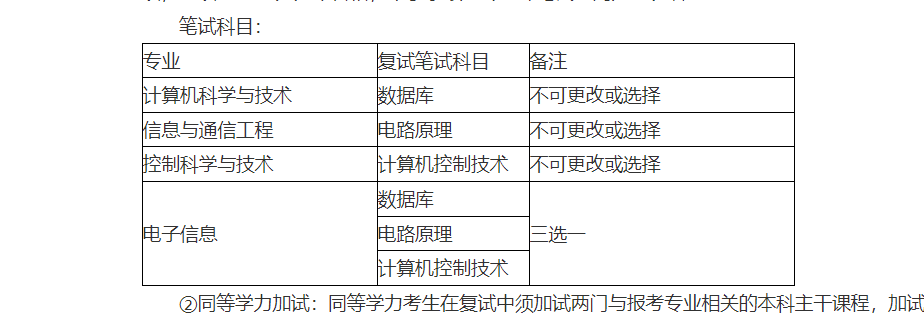 笔试科目：
专业 复试笔试科目 备注
计算机科学与技术 数据库 不可更改或选择
信息与通信工程 电路原理 不可更改或选择
控制科学与技术 计算机控制技术 不可更改或选择
数据库
电子信息 电路原理 三选一
计算机控制技术
②同等学力加试：同等学力考生在复试中须加试两门与报考专业相关的本科主干课程，加试